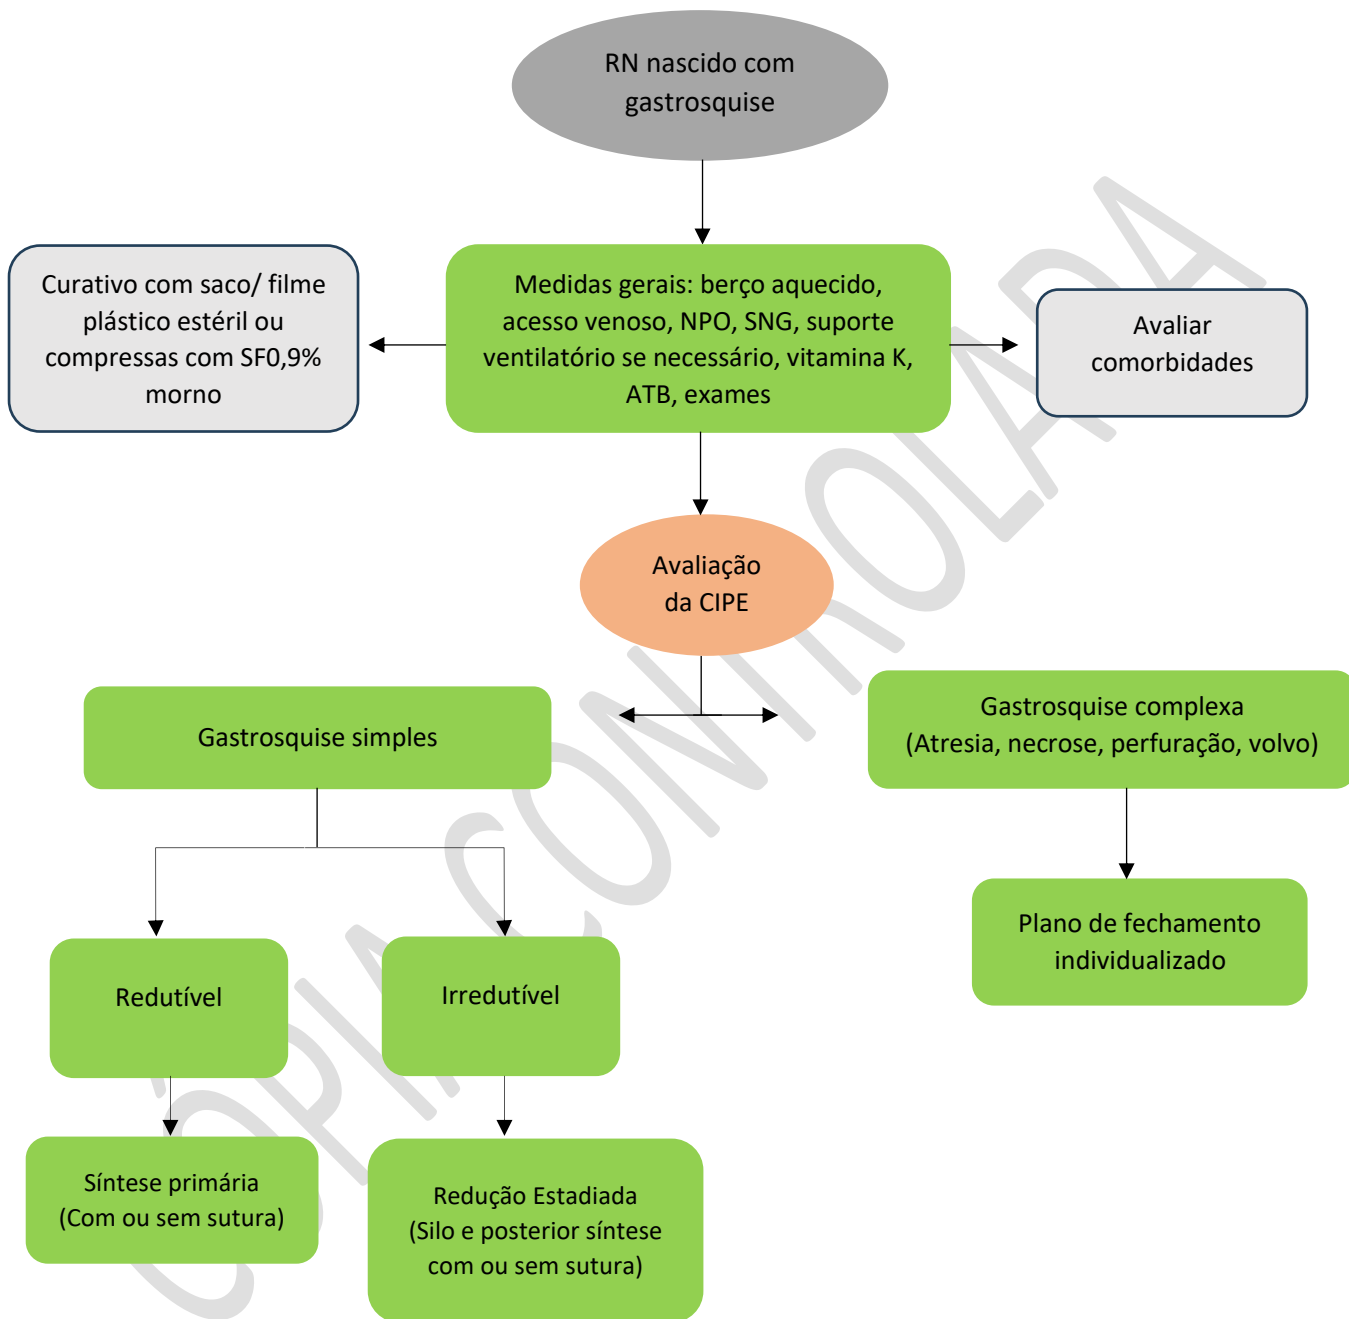 RN nascido com
gastrosquise
Curativo com saco/ filme
plástico estéril ou
compressas com SF0,9%
morno
Medidas gerais: berço aquecido,
acesso venoso, NPO, SNG, suporte
ventilatório se necessário, vitamina K,
ATB, exames
Avaliar
comorbidades
Avaliação
da CIPE
Gastrosquise simples
Gastrosquise complexa
(Atresia, necrose, perfuração, volvo)
Redutível
Irredutível
Plano de fechamento
individualizado
Síntese primária
(Com ou sem sutura)
Redução Estadiada
(Silo e posterior síntese
com ou sem sutura)
CÓPIA CONTROLADA